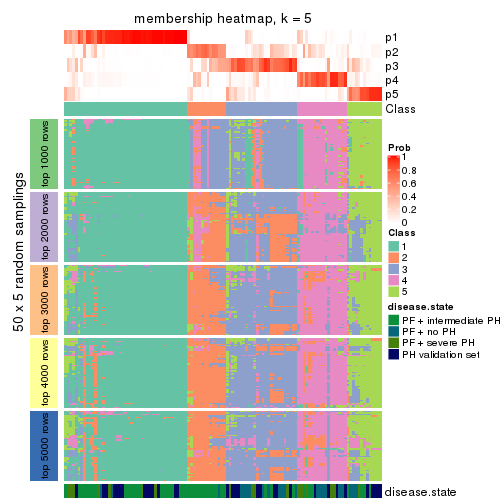 membership heatmap, k = 5
p1
p2
p3
p4
p5
Class
50 x 5 random samplings
top 1000 rows
top 2000 rows
top 3000 rows
top 4000 rows
top 5000 rows
Prob
1
0.8
0.6
0.4
0.2
0
Class
1
2
3
4
5
disease.state
PF+ intermediate PH
PF+ no PH
PF+ severe PH
PH validation set
disease.state